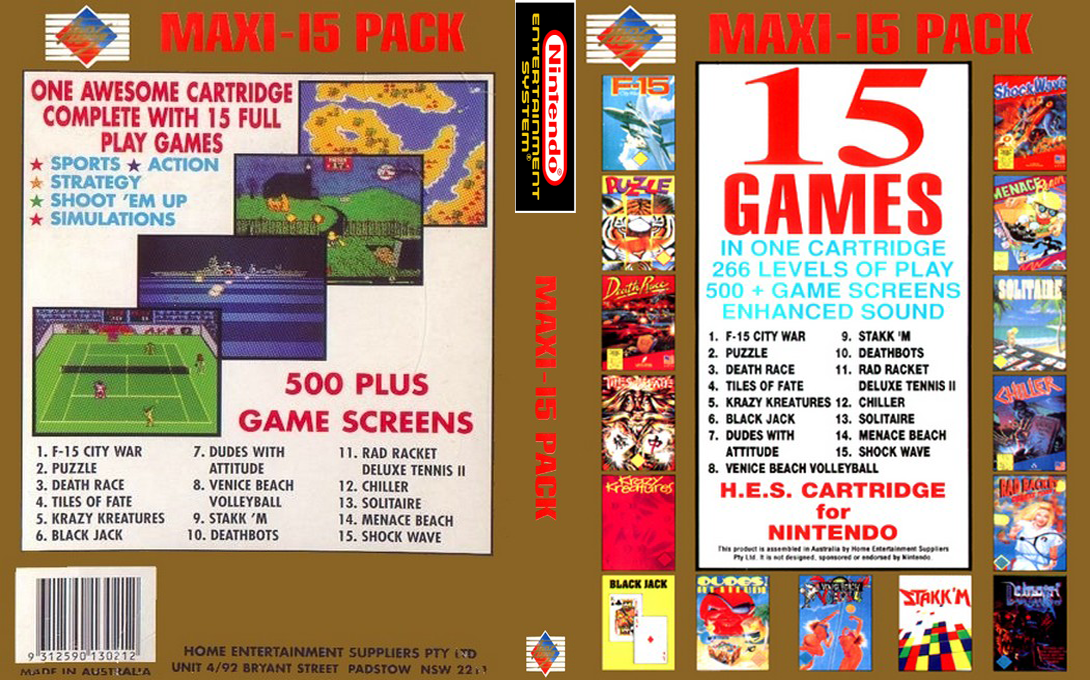 MAXI-15 PACK
ONE AWESOME CARTRIDGE
COMPLETE WITH 15 FULL
PLAY GAMES
★ SPORTS ★ ACTION
★ STRATEGY
★ SHOOT 'EM UP
★ SIMULATIONS
500 PLUS
GAME SCREENS
1. F-15 CITY WAR
2. PUZZLE
3. DEATH RACE
4. TILES OF FATE
5. KRAZY KREATURES
6. BLACK JACK
7. DUDES WITH
ATTITUDE
8. VENICE BEACH
VOLLEYBALL
9. STAKK 'M
10. DEATHBOTS
11. RAD RACKET
DELUXE TENNIS II
12. CHILLER
13. SOLITAIRE
14. MENACE BEACH
15. SHOCK WAVE
9 312590 130212
MADE IN AUSTRALIA
HOME ENTERTAINMENT SUPPLIERS PTY LTD
UNIT 4/92 BRYANT STREET PADSTOW NSW
Nintendo®
ENTERTAINMENT
SYSTEM®
MAXI-15 PACK
MAXI-15 PACK
F-15
PUZZLE
Death Race
TILES OF FATE
Krazy
Kreatures
BLACK JACK
15
GAMES
IN ONE CARTRIDGE
266 LEVELS OF PLAY
500 + GAME SCREENS
ENHANCED SOUND
1. F-15 CITY WAR
2. PUZZLE
3. DEATH RACE
4. TILES OF FATE
5. KRAZY KREATURES
6. BLACK JACK
7. DUDES WITH
ATTITUDE
8. VENICE BEACH VOLLEYBALL
9. STAKK 'M
10. DEATHBOTS
11. RAD RACKET
DELUXE TENNIS II
12. CHILLER
13. SOLITAIRE
14. MENACE BEACH
15. SHOCK WAVE
H.E.S. CARTRIDGE
for
NINTENDO
This product is assembled in Australia by Home Entertainment Suppliers
Pty Ltd. It is not designed, sponsored or endorsed by Nintendo.
ShockWave
MENACE Beach
SOLITAIRE
CHILLER
RAD RACKET
DUDES
STAKK'M